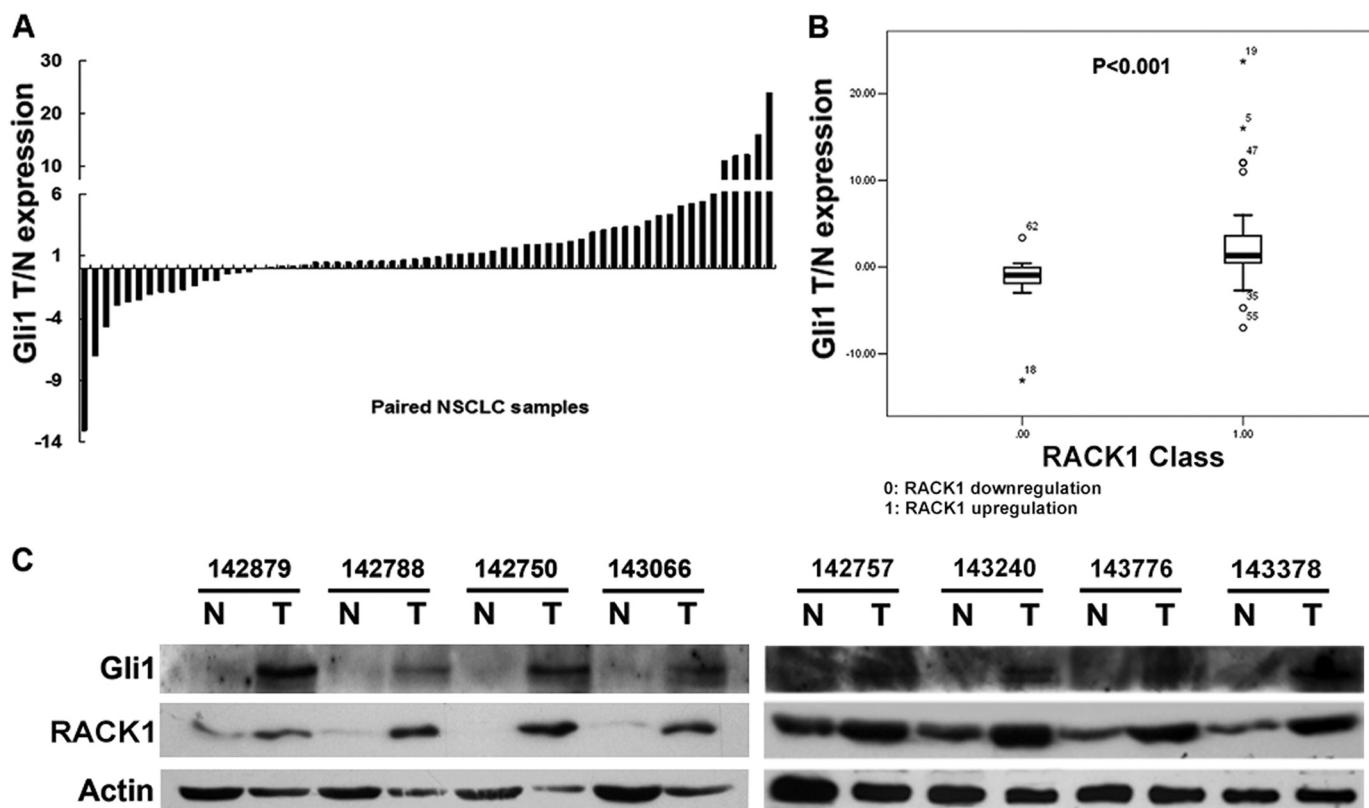 A
Gli1 T/N expression
30
20
10
6
1
-4
-9
-14
Paired NSCLC samples
B
Gli1 T/N expression
P<0.001
20.00
10.00
0.00
-10.00
19
5
47
62
35
55
18
.00
1.00
RACK1 Class
0: RACK1 downregulation
1: RACK1 upregulation
C
142879 142788 142750 143066 142757 143240 143776 143378
N T N T N T N T N T N T N T N T
Gli1
RACK1
Actin